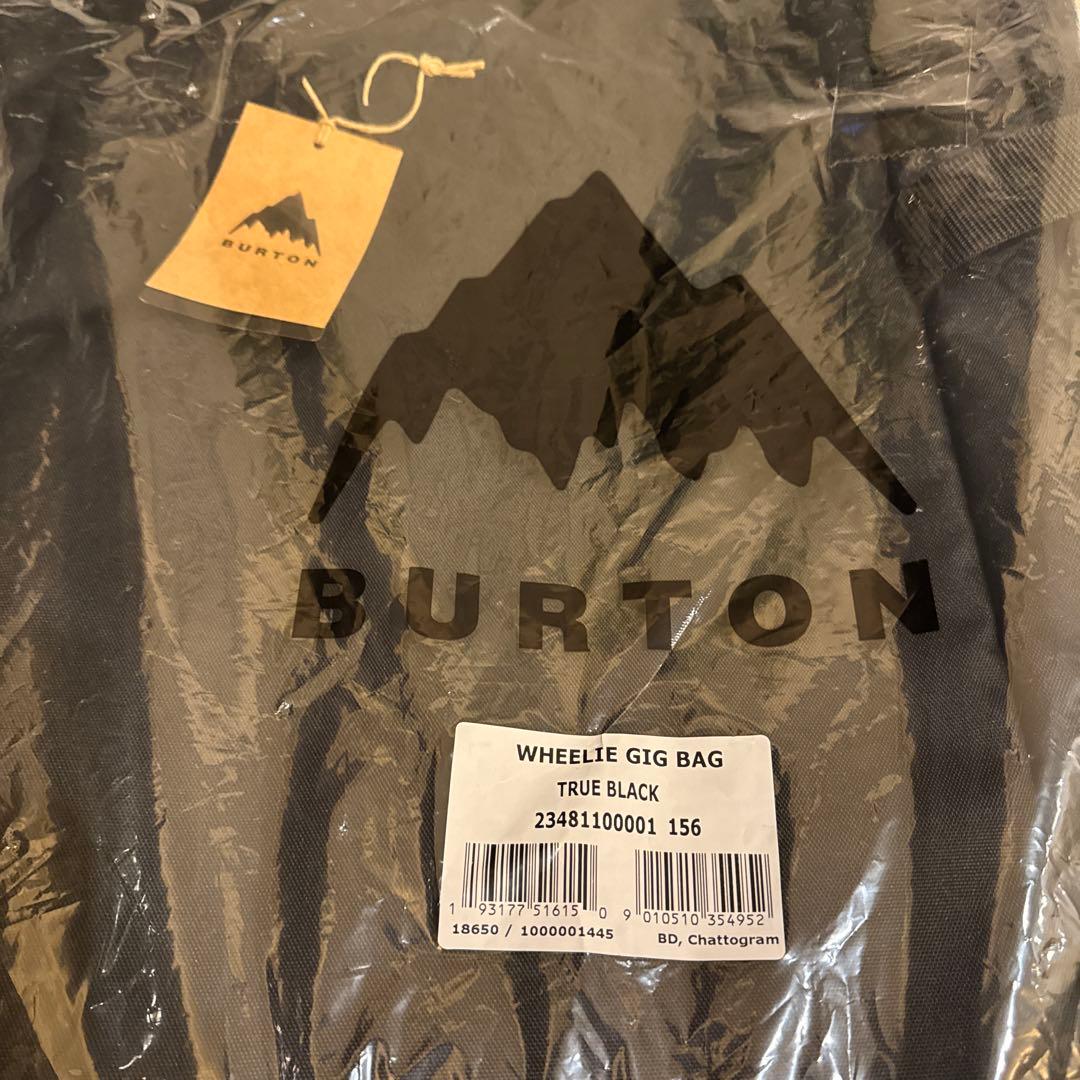 BURTON
BURTON
WHEELIE GIG BAG
TRUE BLACK
23481100001 156
1 93177 51615 0 9 010510 354952
18650 / 1000001445 BD, Chattogram